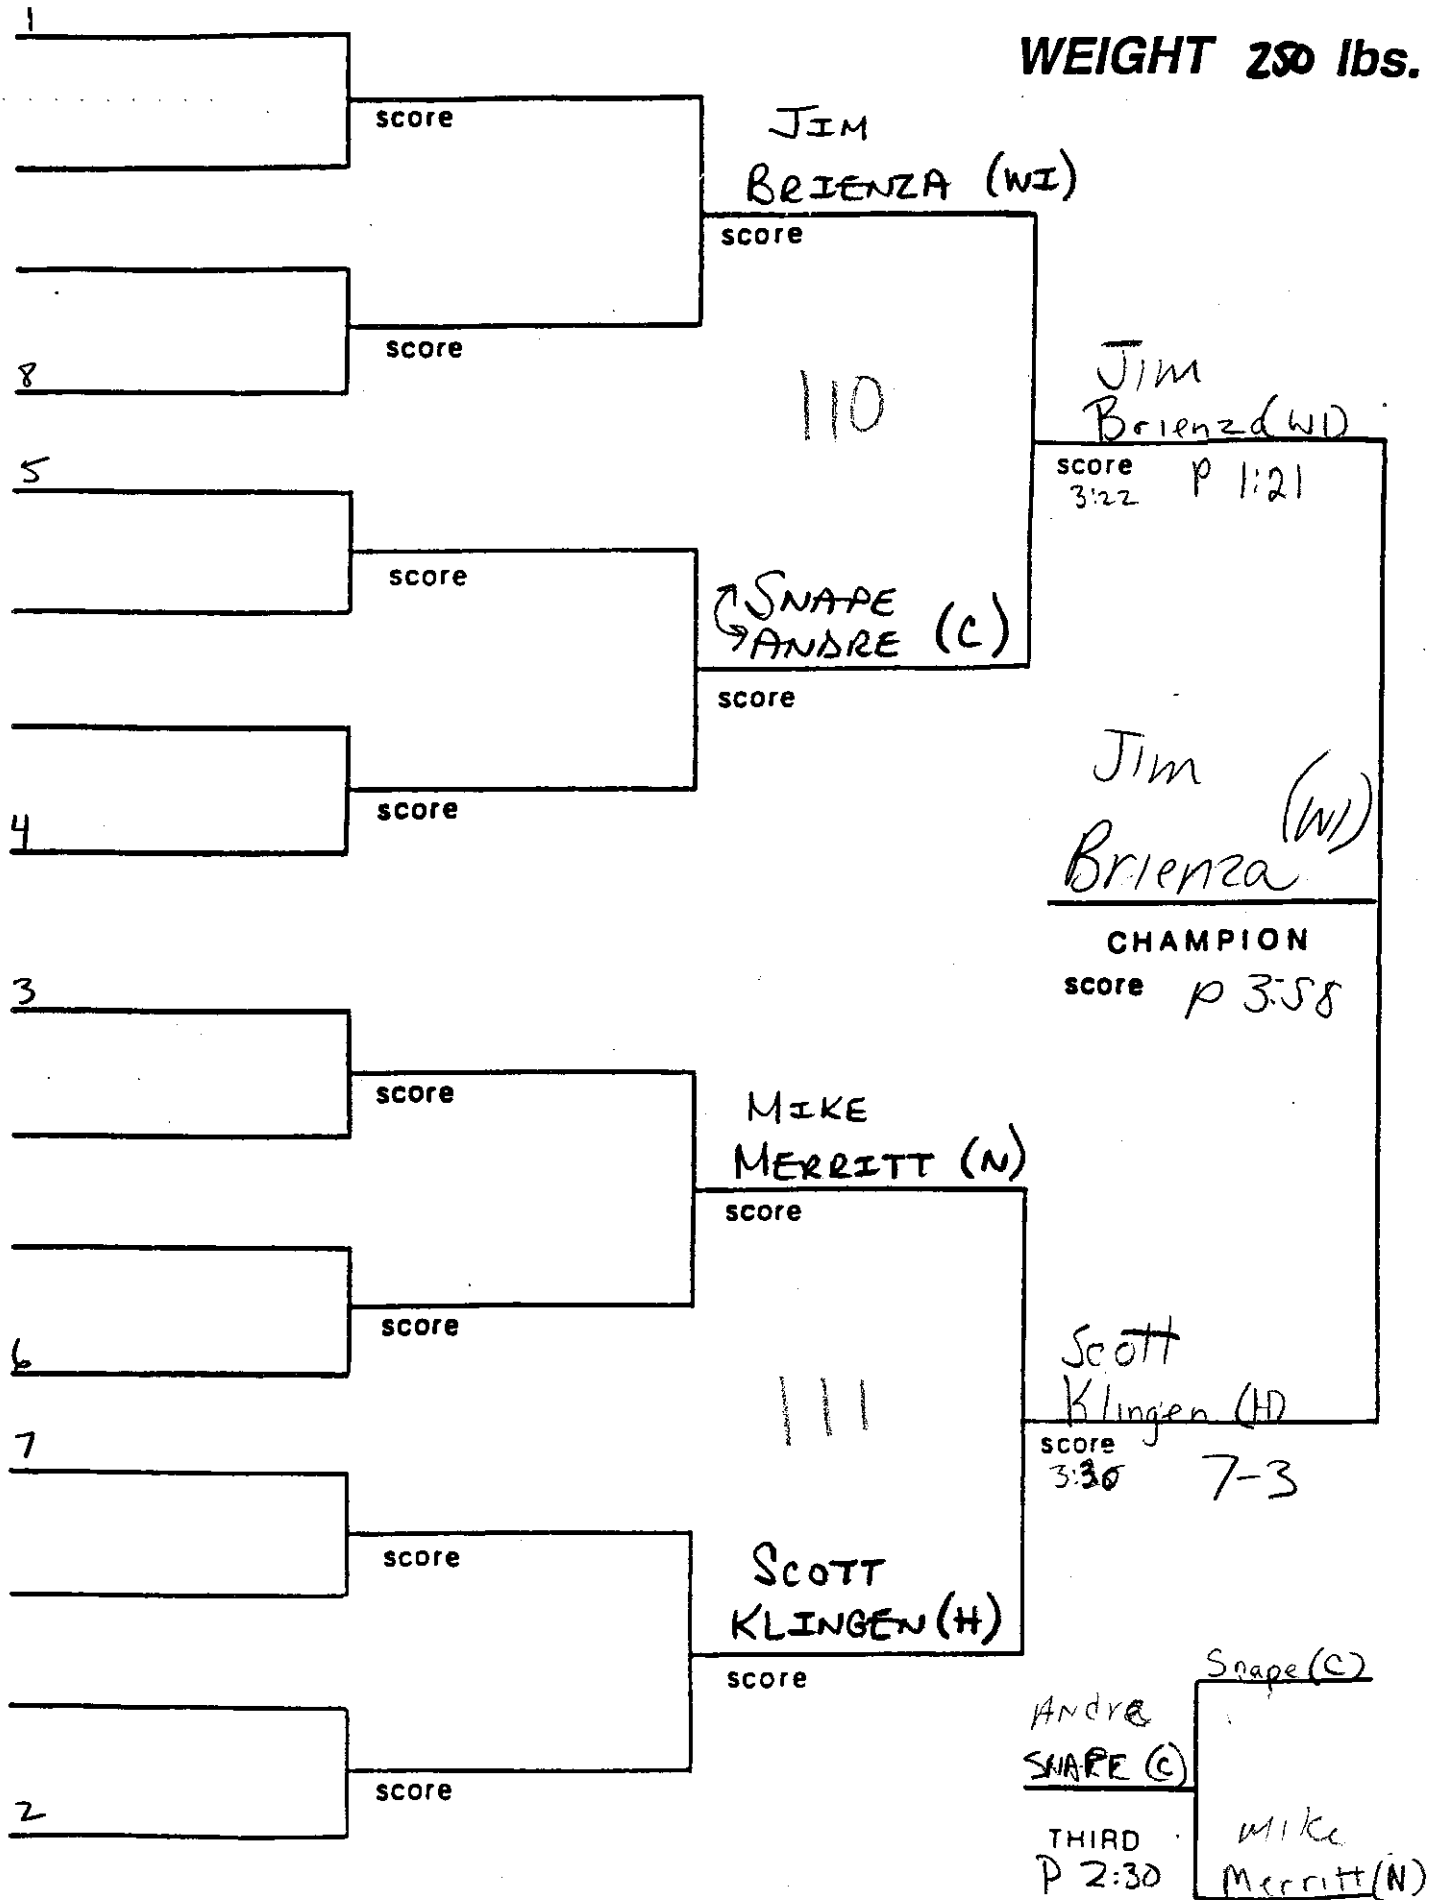 1
WEIGHT 250 lbs.
score
JIM
BRIENZA (WI)
score
score
8
110
Jim
Brienza (WI)
score P 1:21
3:22
5
score
SNAPE
ANDRE (C)
score
score
4
Jim
(WI)
Brienza
CHAMPION
score P 3:58
3
score
MIKE
MERRITT (N)
score
score
6
111
Scott
Klingen (H)
score
3:30 7-3
7
score
SCOTT
KLINGEN (H)
score
score
2
Snape (C)
Andre
SNAPE (C)
THIRD
P 2:30
Mike
Merritt (N)